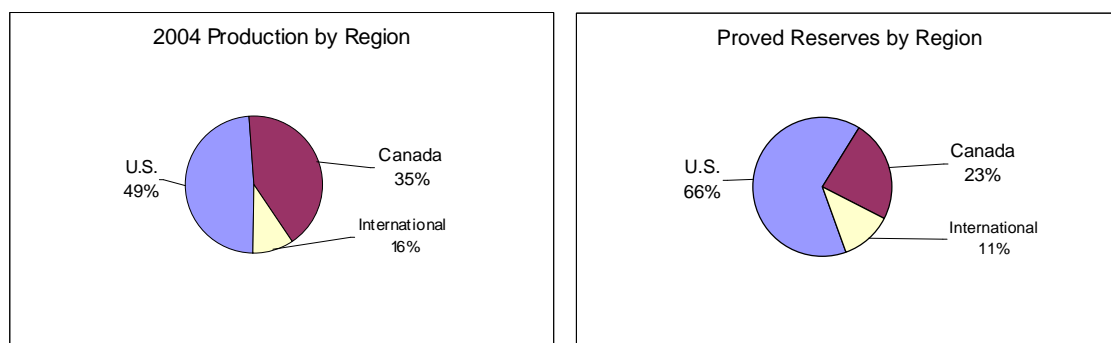 2004 Production by Region
U.S.
49%
Canada
35%
International
16%
Proved Reserves by Region
U.S.
66%
Canada
23%
International
11%